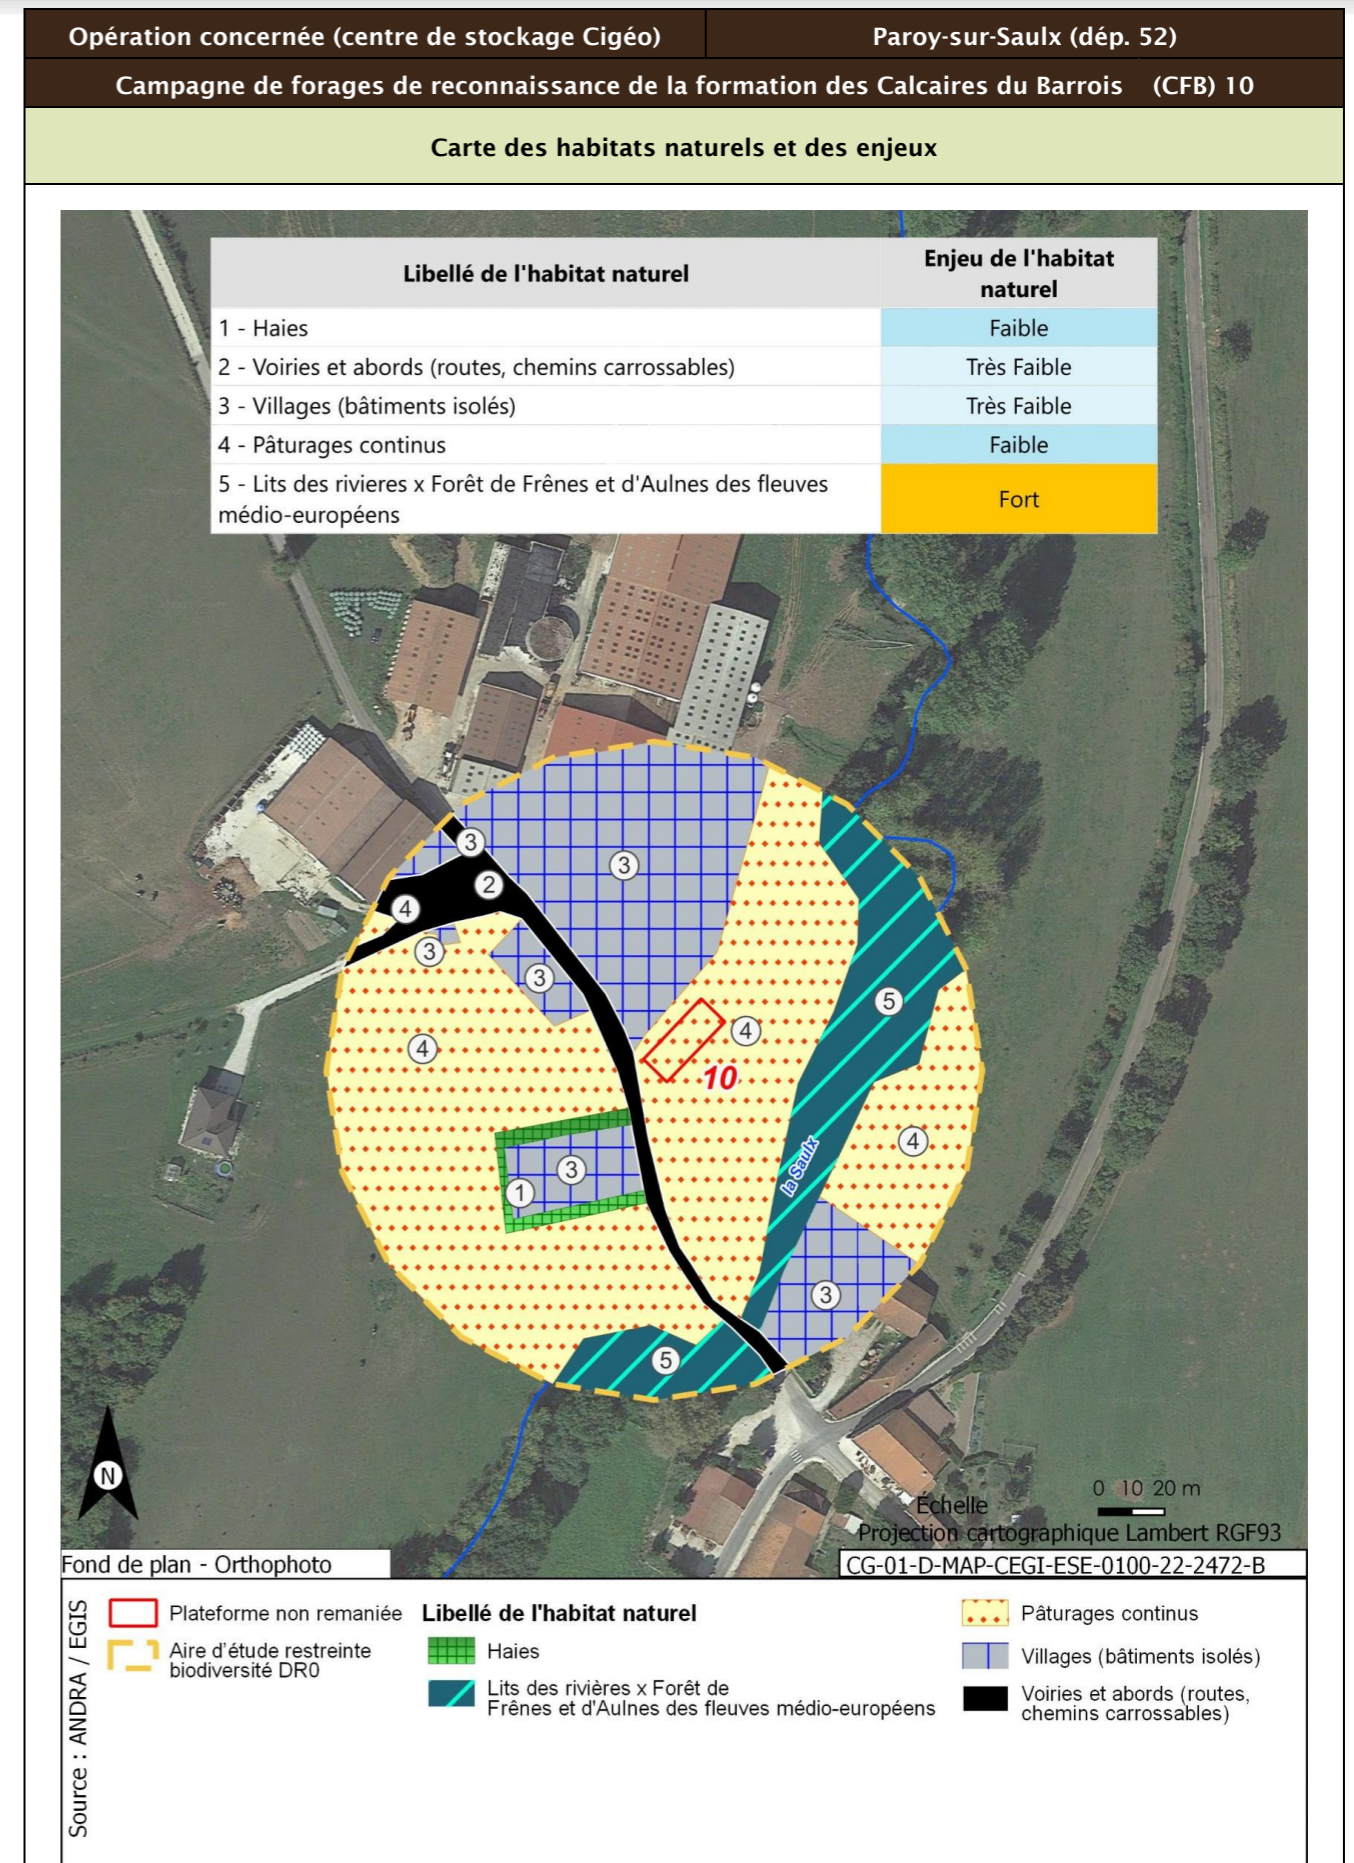 Opération concernée (centre de stockage Cigéo)
Paroy-sur-Saulx (dép. 52)
Campagne de forages de reconnaissance de la formation des Calcaires du Barrois (CFB) 10
Carte des habitats naturels et des enjeux
Libellé de l'habitat naturel
Enjeu de l'habitat
naturel
1 - Haies
Faible
2 - Voiries et abords (routes, chemins carrossables)
Très Faible
3 - Villages (bâtiments isolés)
Très Faible
4 - Pâturages continus
Faible
5 - Lits des rivieres x Forêt de Frênes et d'Aulnes des fleuves
médio-européens
Fort
3
3
2
4
3
3
5
4
4
10
4
3
1
la Saulx
3
5
N
0 10 20 m
Échelle
Projection cartographique Lambert RGF93
Fond de plan - Orthophoto
CG-01-D-MAP-CEGI-ESE-0100-22-2472-B
Source : ANDRA / EGIS
Plateforme non remaniée
Aire d'étude restreinte
biodiversité DR0
Libellé de l'habitat naturel
Haies
Lits des rivières x Forêt de
Frênes et d'Aulnes des fleuves médio-européens
Pâturages continus
Villages (bâtiments isolés)
Voiries et abords (routes,
chemins carrossables)